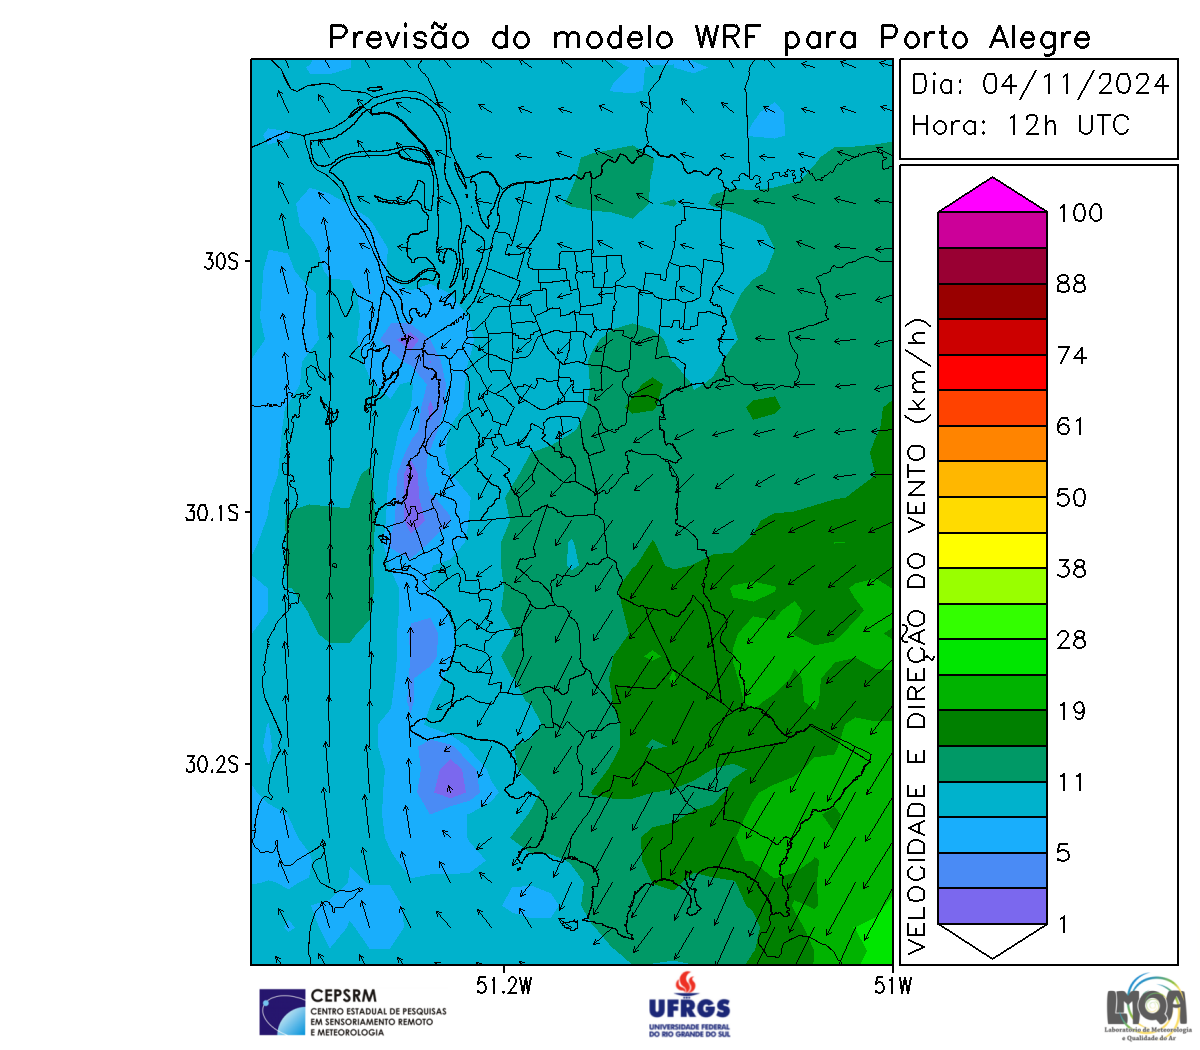 Previsão do modelo WRF para Porto Alegre
Dia: 04/11/2024
Hora: 12h UTC
100
88
74
61
50
38
28
19
11
5
1
VELOCIDADE E DIREÇÃO DO VENTO (km/h)
30S
30.1S
30.2S
51.2W
51W
CEPSRM
CENTRO ESTADUAL DE PESQUISAS
EM SENSORIAMENTO REMOTO
E METEOROLOGIA
UFRGS
UNIVERSIDADE FEDERAL
DO RIO GRANDE DO SUL
LMQA
Laboratório de Meteorologia
e Qualidade do Ar